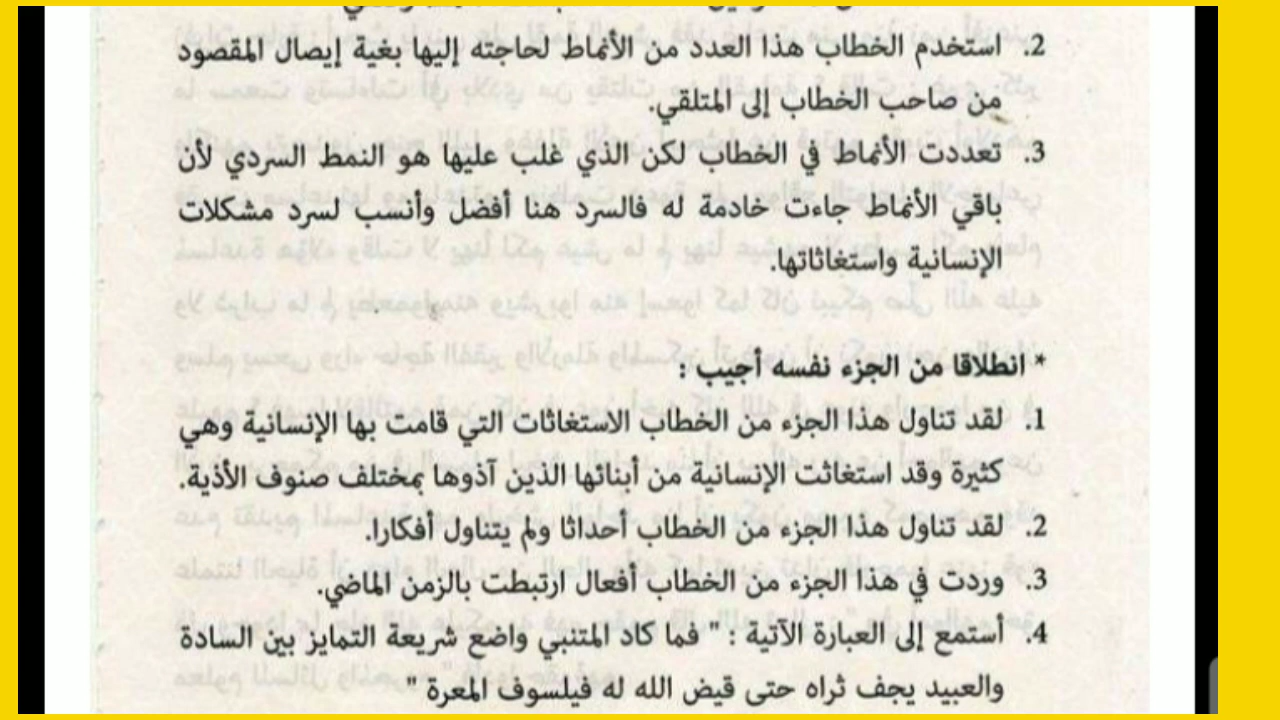 2. استخدم الخطاب هذا العدد من الأنماط لحاجته إليها بغية إيصال المقصود
من صاحب الخطاب إلى المتلقي.
3. تعددت الأنماط في الخطاب لكن الذي غلب عليها هو النمط السردي لأن
باقي الأنماط جاءت خادمة له فالسرد هنا أفضل وأنسب لسرد مشكلات
الإنسانية واستغاثاتها.
* انطلاقا من الجزء نفسه أجيب :
1. لقد تناول هذا الجزء من الخطاب الاستغاثات التي قامت بها الإنسانية وهي
كثيرة وقد استغاثت الإنسانية من أبنائها الذين آذوها بمختلف صنوف الأذية.
2. لقد تناول هذا الجزء من الخطاب أحداثا ولم يتناول أفكارا.
3. وردت في هذا الجزء من الخطاب أفعال ارتبطت بالزمن الماضي.
4. أستمع إلى العبارة الآتية : " فما كاد المتنبي واضع شريعة التمايز بين السادة
والعبيد يجف ثراه حتى قيض الله له فيلسوف المعرة "